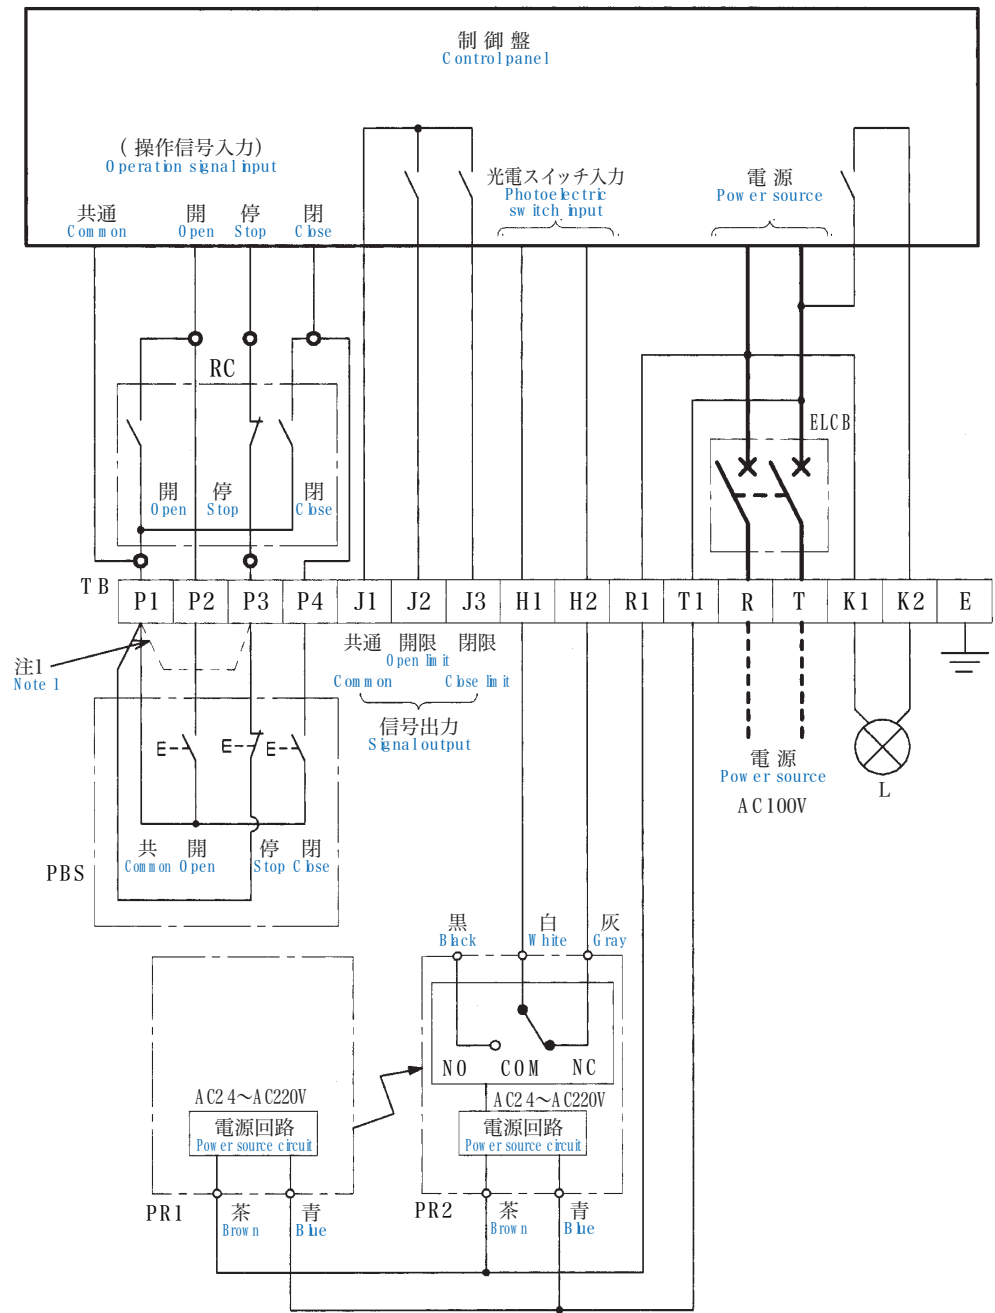 制御盤
Control panel
(操作信号入力)
Operation signal input
光電スイッチ入力
Photoelectric
switch input
電源
Power source
共通 開 停 閉
Common Open Stop Close
RC
ELCB
開 停 閉
Open Stop Close
TB P1 P2 P3 P4 J1 J2 J3 H1 H2 R1 T1 R T K1 K2 E
注1
Note 1
共通 開限 閉限
Open limit
Common Close limit
信号出力
Signal output
電源
Power source
AC100V
L
共 開 停 閉
Common Open Stop Close
PBS
黒 白 灰
Black White Gray
NO COM NC
AC24〜AC220V
電源回路
Power source circuit
AC24〜AC220V
電源回路
Power source circuit
PR1 茶 青
Brown Blue
PR2 茶 青
Brown Blue